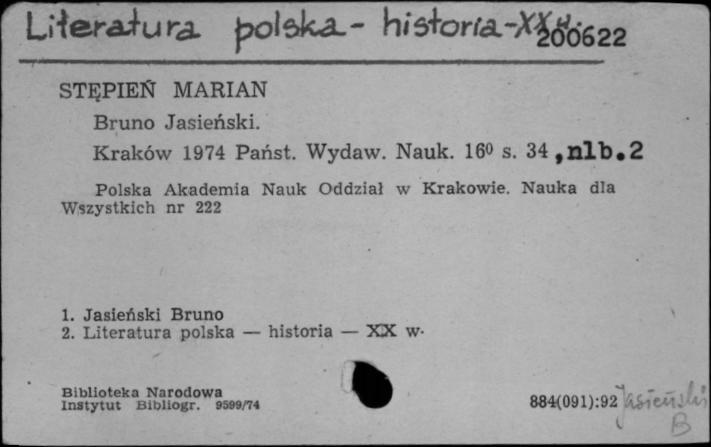 Literatura polska - historia - XX w.
200622
STĘPIEŃ MARIAN
Bruno Jasieński.
Kraków 1974 Państ. Wydaw. Nauk. 16º s. 34 ,nlb.2
Polska Akademia Nauk Oddział w Krakowie. Nauka dla
Wszystkich nr 222
1. Jasieński Bruno
2. Literatura polska — historia — XX w.
Biblioteka Narodowa
Instytut Bibliogr. 9599/74
884(091):92 Jasieński
B